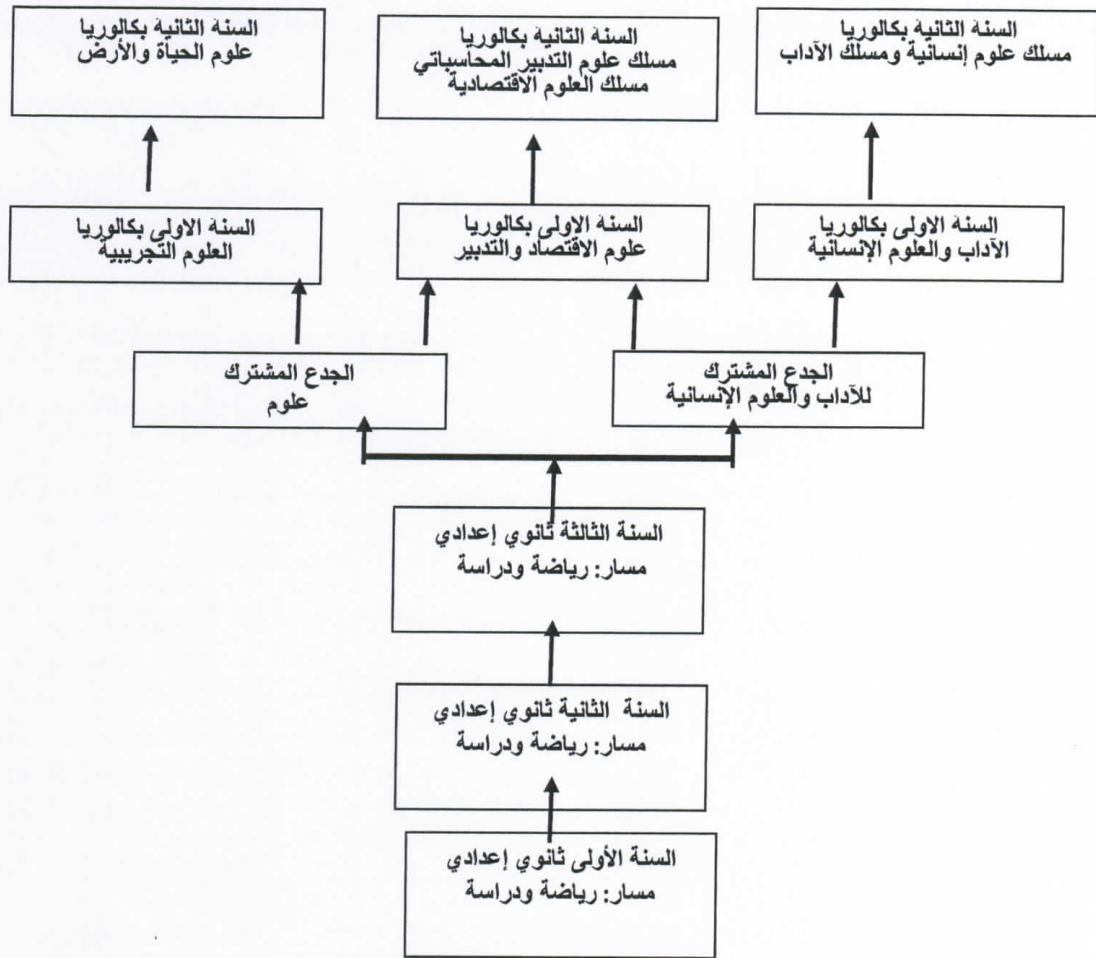 السنة الثانية بكالوريا
مسلك علوم إنسانية ومسلك الآداب
السنة الثانية بكالوريا
مسلك علوم التدبير المحاسباتي
مسلك العلوم الاقتصادية
السنة الثانية بكالوريا
علوم الحياة والأرض
السنة الاولى بكالوريا
الآداب والعلوم الإنسانية
السنة الاولى بكالوريا
علوم الاقتصاد والتدبير
السنة الاولى بكالوريا
العلوم التجريبية
الجدع المشترك
للآداب والعلوم الإنسانية
الجدع المشترك
علوم
السنة الثالثة ثانوي إعدادي
مسار: رياضة ودراسة
السنة الثانية ثانوي إعدادي
مسار: رياضة ودراسة
السنة الأولى ثانوي إعدادي
مسار: رياضة ودراسة